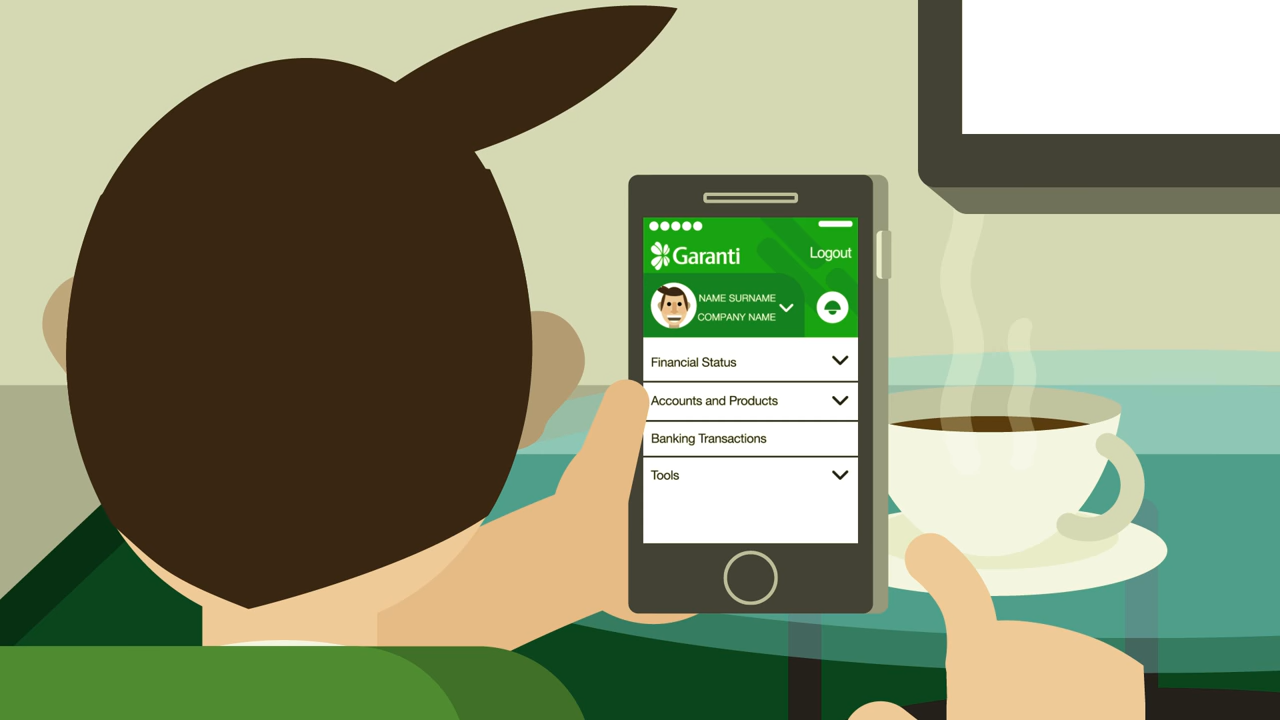 Garanti
Logout
NAME SURNAME
COMPANY NAME
Financial Status
Accounts and Products
Banking Transactions
Tools